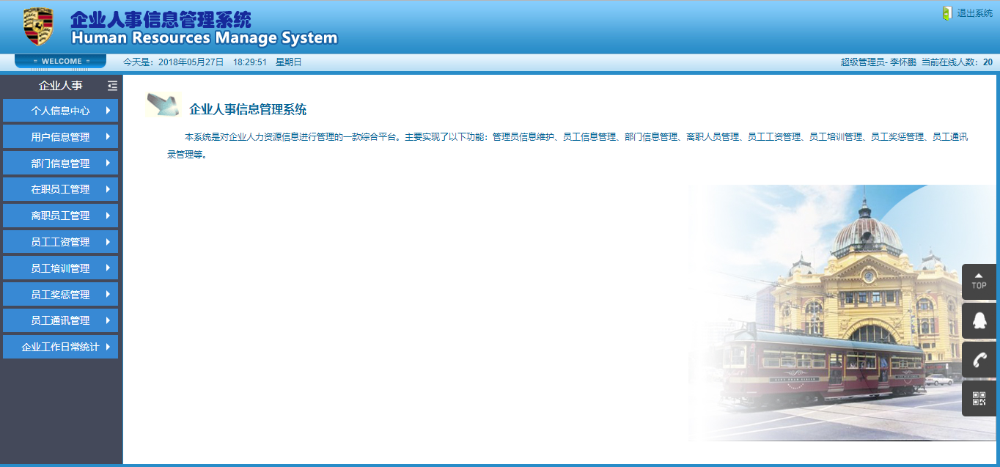 PORSCHE
企业人事信息管理系统
Human Resources Manage System
退出系统
= WELCOME =
今天是：2018年05月27日 18:29:51 星期日
超级管理员- 李怀鹏 当前在线人数：20
企业人事
个人信息中心
用户信息管理
部门信息管理
在职员工管理
离职员工管理
员工工资管理
员工培训管理
员工奖惩管理
员工通讯管理
企业工作日常统计
企业人事信息管理系统
本系统是对企业人力资源信息进行管理的一款综合平台。主要实现了以下功能：管理员信息维护、员工信息管理、部门信息管理、离职人员管理、员工工资管理、员工培训管理、员工奖惩管理、员工通讯
录管理等。
TOP